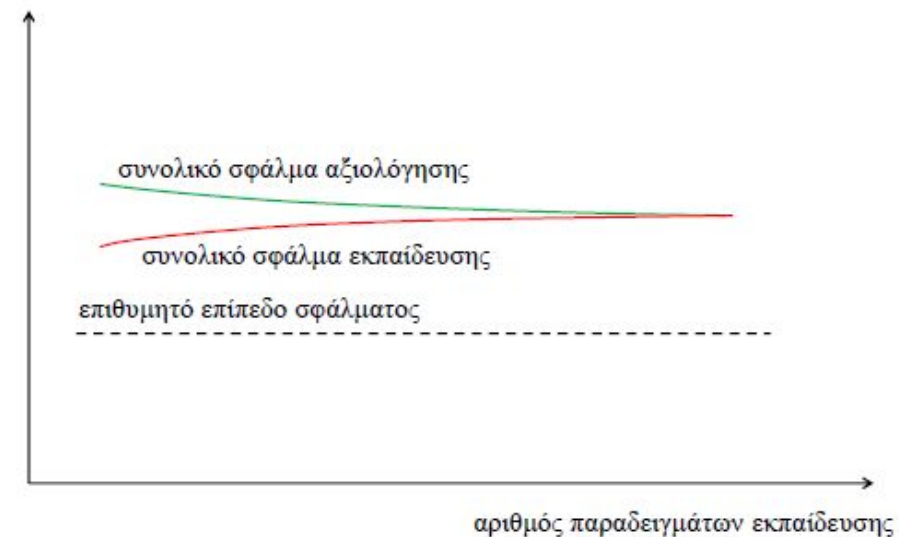 συνολικό σφάλμα αξιολόγησης
συνολικό σφάλμα εκπαίδευσης
επιθυμητό επίπεδο σφάλματος
αριθμός παραδειγμάτων εκπαίδευσης